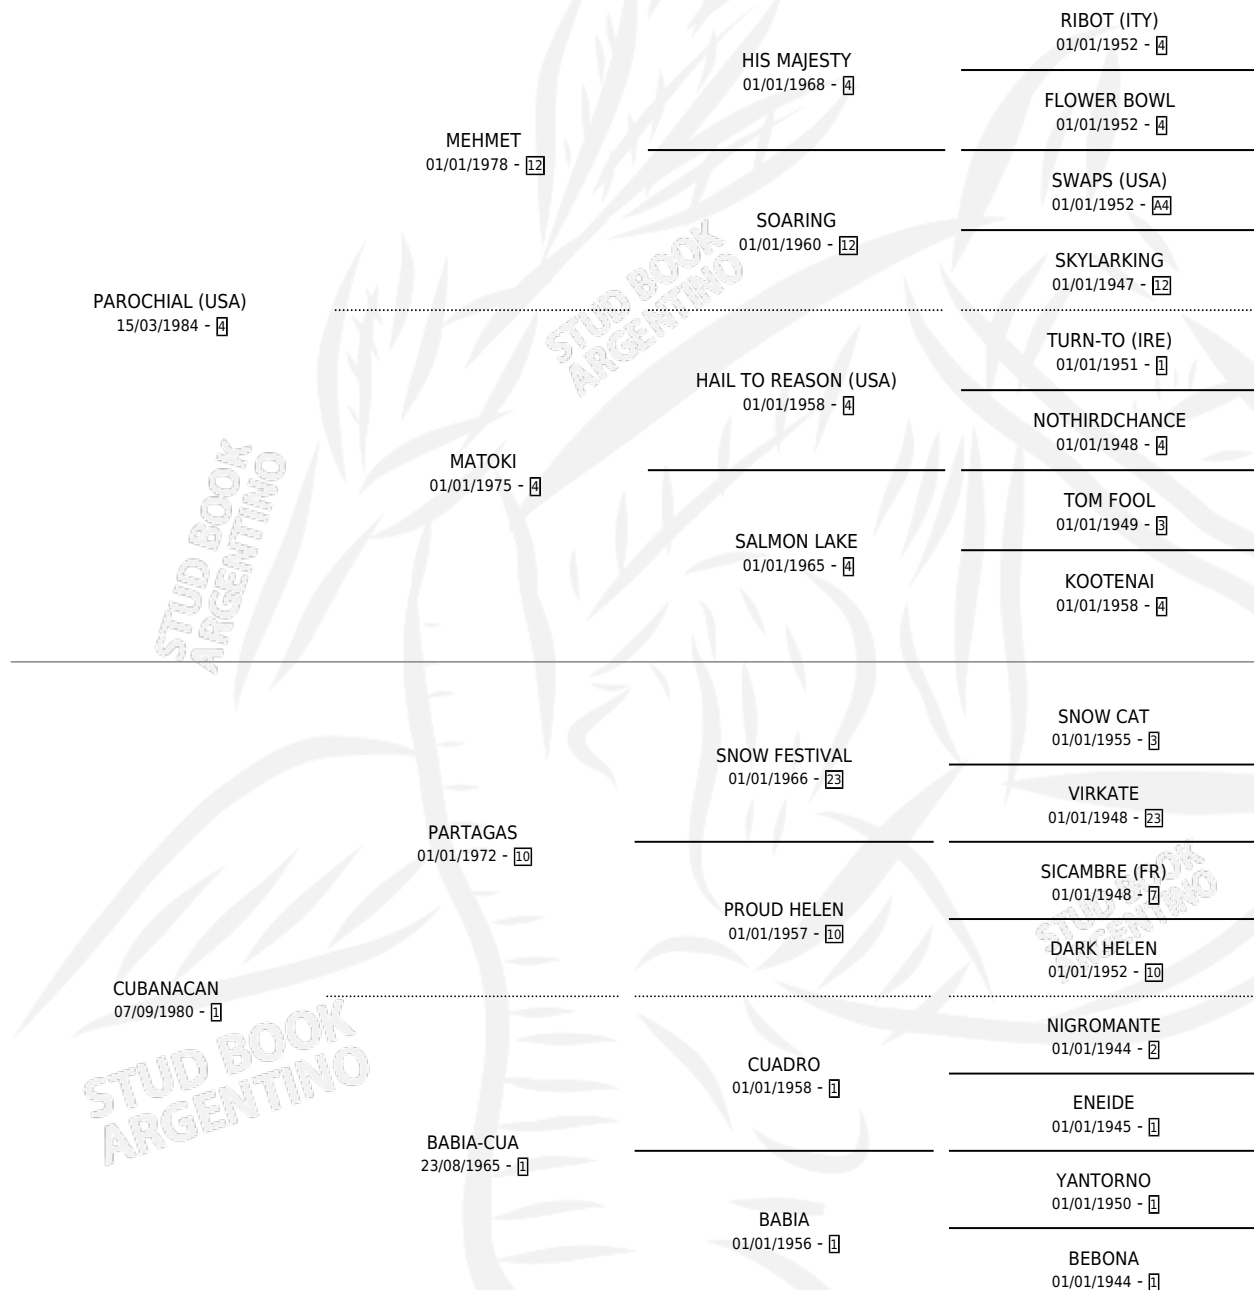 RIBOT (ITY)
01/01/1952 - 4
HIS MAJESTY
01/01/1968 - 4
FLOWER BOWL
01/01/1952 - 4
MEHMET
01/01/1978 - 12
SWAPS (USA)
01/01/1952 - A4
SOARING
01/01/1960 - 12
SKYLARKING
01/01/1947 - 12
PAROCHIAL (USA)
15/03/1984 - 4
TURN-TO (IRE)
01/01/1951 - 1
HAIL TO REASON (USA)
01/01/1958 - 4
NOTHIRDCHANCE
01/01/1948 - 4
MATOKI
01/01/1975 - 4
TOM FOOL
01/01/1949 - 3
SALMON LAKE
01/01/1965 - 4
KOOTENAI
01/01/1958 - 4
SNOW CAT
01/01/1955 - 3
SNOW FESTIVAL
01/01/1966 - 23
VIRKATE
01/01/1948 - 23
PARTAGAS
01/01/1972 - 10
SICAMBRE (FR)
01/01/1948 - 7
PROUD HELEN
01/01/1957 - 10
DARK HELEN
01/01/1952 - 10
CUBANACAN
07/09/1980 - 1
NIGROMANTE
01/01/1944 - 2
CUADRO
01/01/1958 - 1
ENEIDE
01/01/1945 - 1
BABIA-CUA
23/08/1965 - 1
YANTORNO
01/01/1950 - 1
BABIA
01/01/1956 - 1
BEBONA
01/01/1944 - 1
STUD BOOK
ARGENTINO
STUD BOOK
ARGENTINO
STUD BOOK
ARGENTINO
STUD BOOK
ARGENTINO